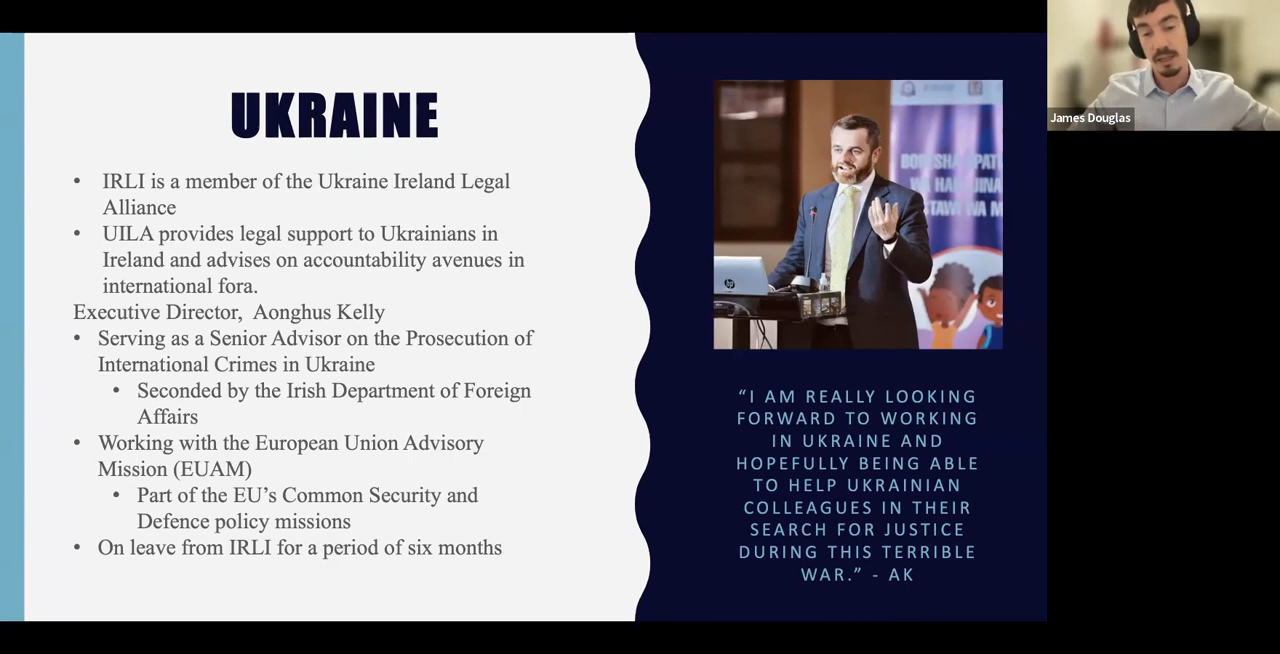 UKRAINE
• IRLI is a member of the Ukraine Ireland Legal
Alliance
• UILA provides legal support to Ukrainians in
Ireland and advises on accountability avenues in
international fora.
Executive Director, Aonghus Kelly
• Serving as a Senior Advisor on the Prosecution of
International Crimes in Ukraine
• Seconded by the Irish Department of Foreign
Affairs
• Working with the European Union Advisory
Mission (EUAM)
• Part of the EU’s Common Security and
Defence policy missions
• On leave from IRLI for a period of six months
hp
“I AM REALLY LOOKING
FORWARD TO WORKING
IN UKRAINE AND
HOPEFULLY BEING ABLE
TO HELP UKRAINIAN
COLLEAGUES IN THEIR
SEARCH FOR JUSTICE
DURING THIS TERRIBLE
WAR.” - AK
James Douglas